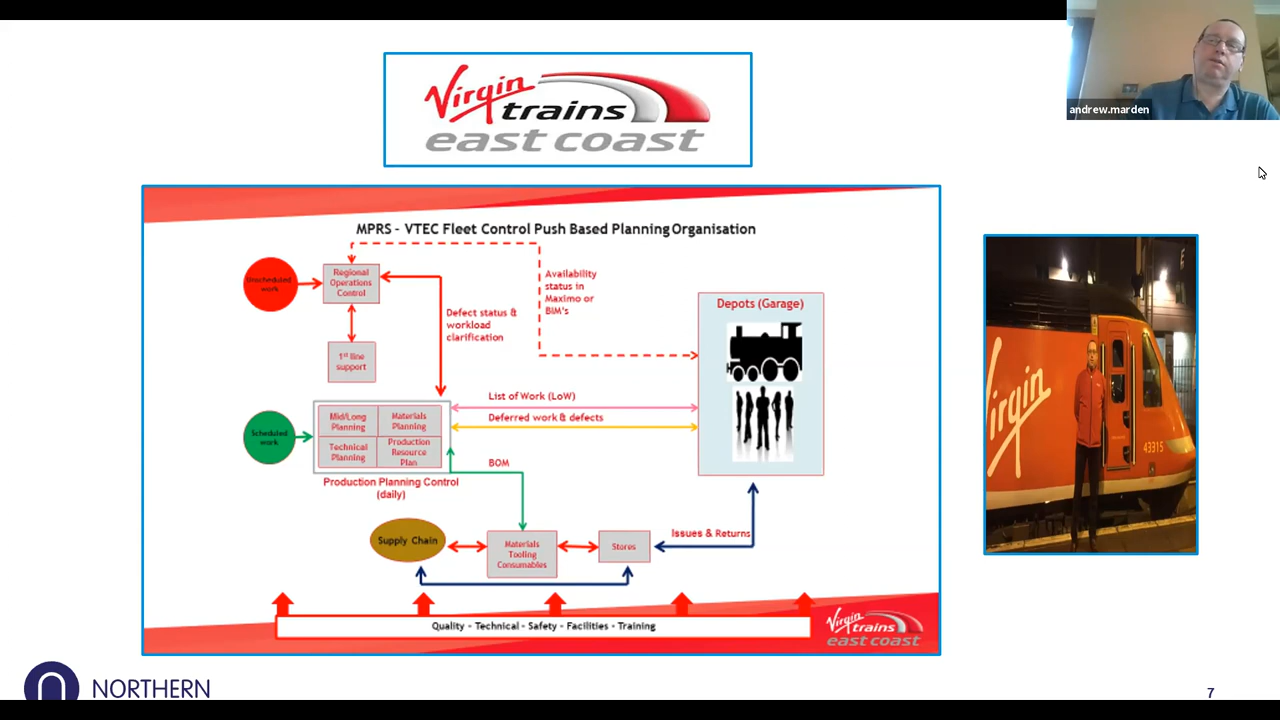 andrew.marden
Virgin
trains
east coast
MPRS - VTEC Fleet Control Push Based Planning Organisation
Unscheduled
work
Regional
Operations
Control
Availability
status in
Maximo or
BIM's
Depots (Garage)
Defect status &
workload
clarification
1st line
support
List of Work (LoW)
Deferred work & defects
Scheduled
work
Mid/Long
Planning
Materials
Planning
Technical
Planning
Production
Resource
Plan
BOM
Production Planning Control
(daily)
Supply Chain
Materials
Tooling
Consumables
Stores
Issues & Returns
Quality - Technical - Safety - Facilities - Training
Virgin
trains
east coast
Virgin
43315
NORTHERN
7